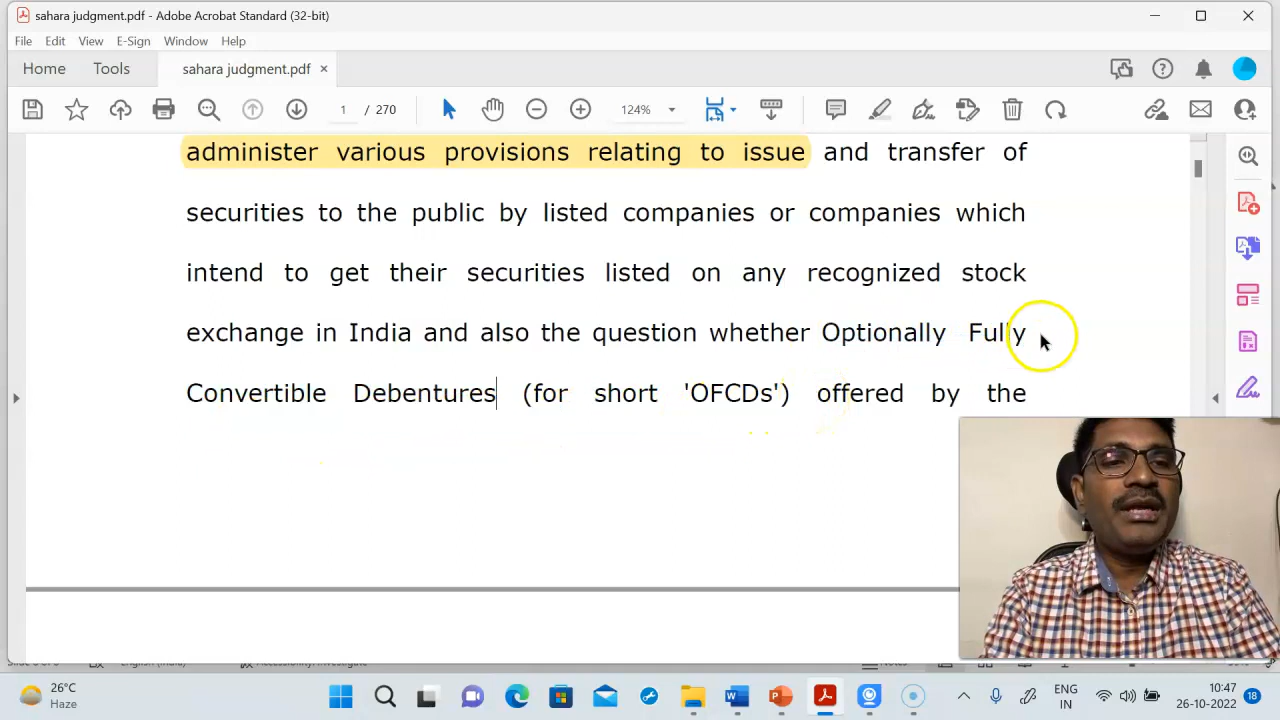 sahara judgment.pdf - Adobe Acrobat Standard (32-bit)
File Edit View E-Sign Window Help
Home Tools sahara judgment.pdf ×
1 / 270 124%
administer various provisions relating to issue and transfer of
securities to the public by listed companies or companies which
intend to get their securities listed on any recognized stock
exchange in India and also the question whether Optionally Fully
Convertible Debentures (for short 'OFCDs') offered by the
26°C
Haze
ENG
IN
10:47
26-10-2022
18